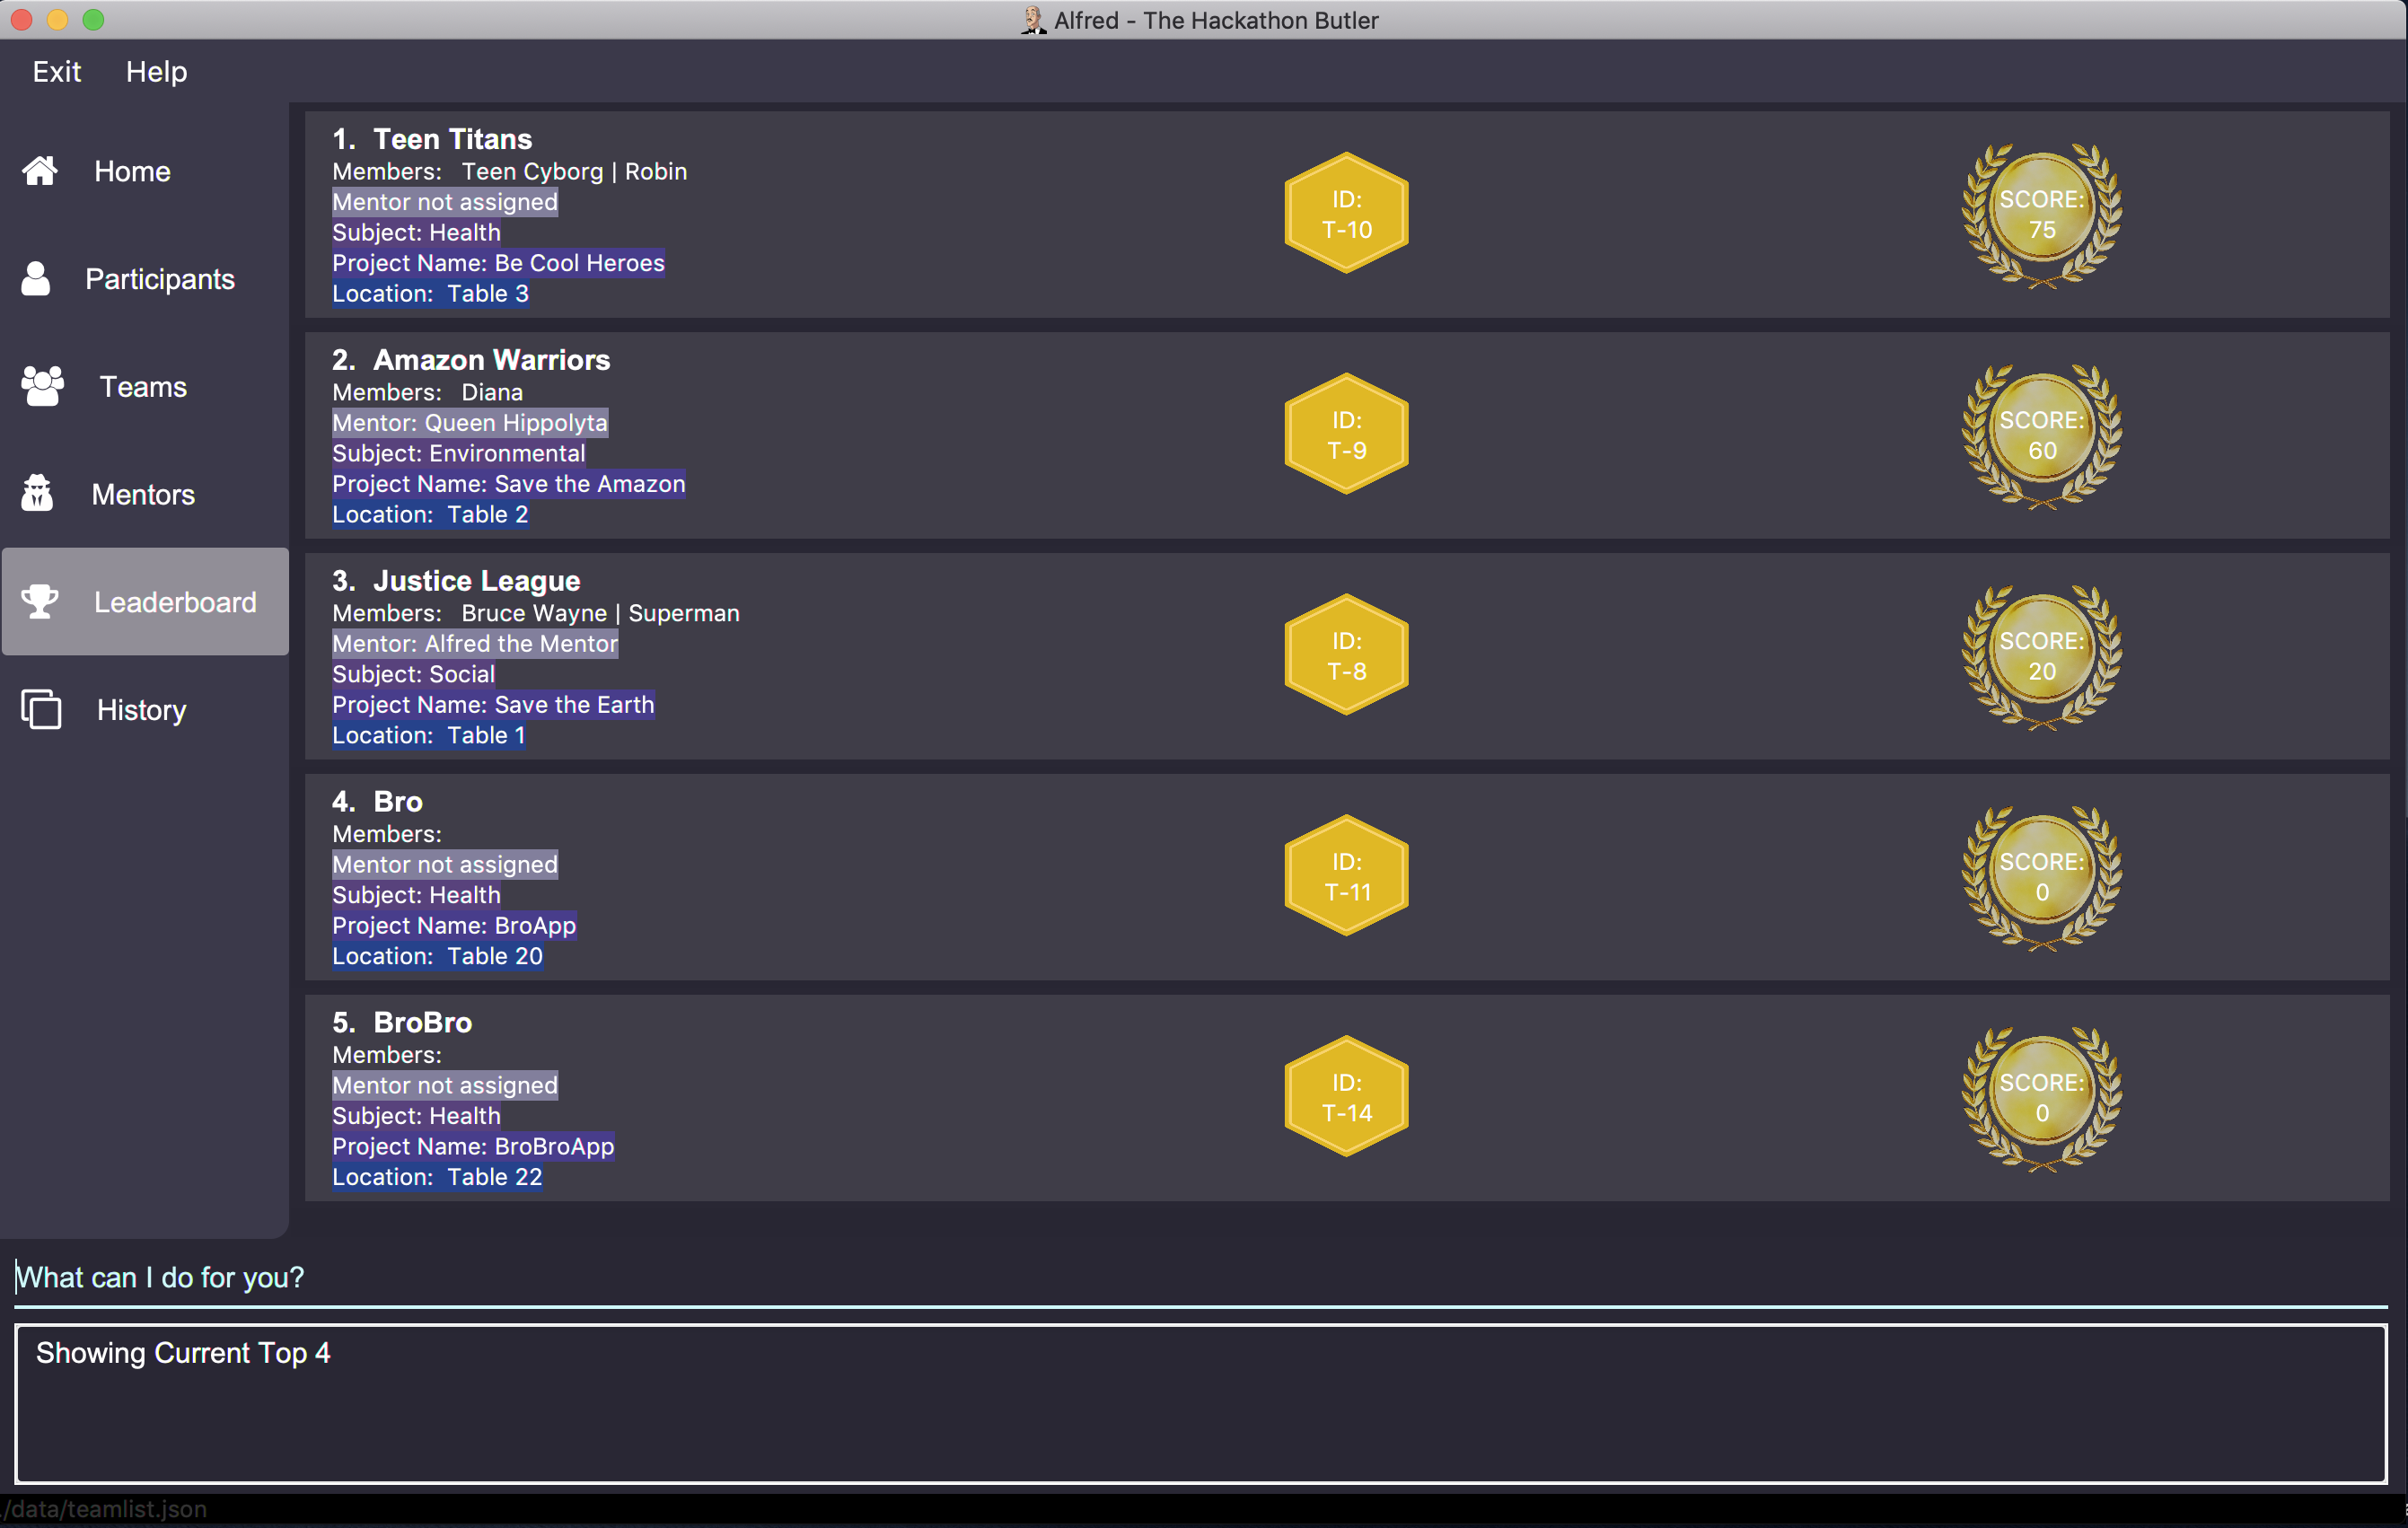 Alfred - The Hackathon Butler
Exit Help
Home
Participants
Teams
Mentors
Leaderboard
History
1. Teen Titans
Members: Teen Cyborg | Robin
Mentor not assigned
Subject: Health
Project Name: Be Cool Heroes
Location: Table 3
ID:
T-10
SCORE:
75
2. Amazon Warriors
Members: Diana
Mentor: Queen Hippolyta
Subject: Environmental
Project Name: Save the Amazon
Location: Table 2
ID:
T-9
SCORE:
60
3. Justice League
Members: Bruce Wayne | Superman
Mentor: Alfred the Mentor
Subject: Social
Project Name: Save the Earth
Location: Table 1
ID:
T-8
SCORE:
20
4. Bro
Members:
Mentor not assigned
Subject: Health
Project Name: BroApp
Location: Table 20
ID:
T-11
SCORE:
0
5. BroBro
Members:
Mentor not assigned
Subject: Health
Project Name: BroBroApp
Location: Table 22
ID:
T-14
SCORE:
0
What can I do for you?
Showing Current Top 4
./data/teamlist.json